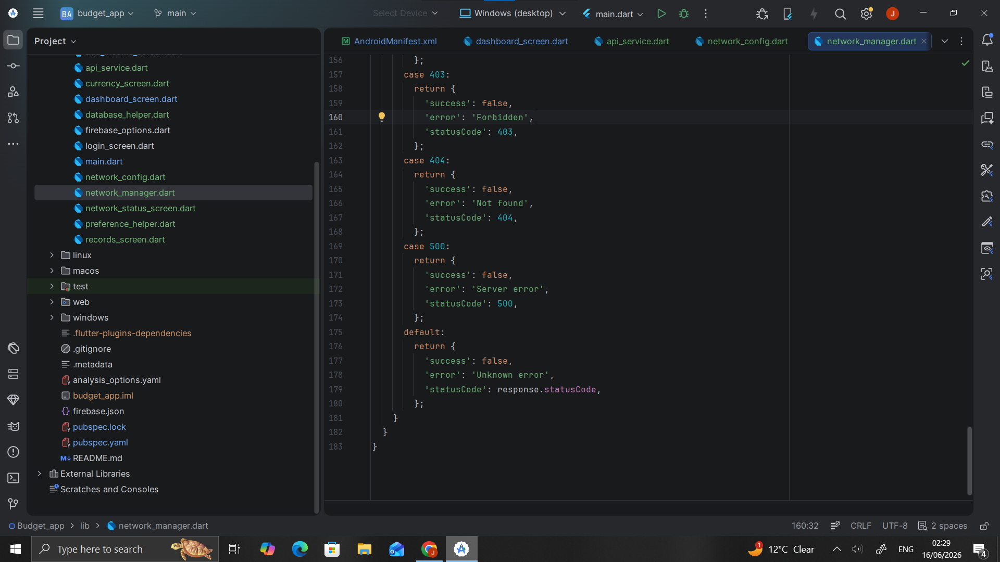 BA budget_app main Select Device Windows (desktop) main.dart J
Project
api_service.dart
currency_screen.dart
dashboard_screen.dart
database_helper.dart
firebase_options.dart
login_screen.dart
main.dart
network_config.dart
network_manager.dart
network_status_screen.dart
preference_helper.dart
records_screen.dart
linux
macos
test
web
windows
.flutter-plugins-dependencies
.gitignore
.metadata
analysis_options.yaml
budget_app.iml
firebase.json
pubspec.lock
pubspec.yaml
README.md
External Libraries
Scratches and Consoles
AndroidManifest.xml dashboard_screen.dart api_service.dart network_config.dart network_manager.dart
156 };
157 case 403:
158 return {
159 'success': false,
160 'error': 'Forbidden',
161 'statusCode': 403,
162 };
163 case 404:
164 return {
165 'success': false,
166 'error': 'Not found',
167 'statusCode': 404,
168 };
169 case 500:
170 return {
171 'success': false,
172 'error': 'Server error',
173 'statusCode': 500,
174 };
175 default:
176 return {
177 'success': false,
178 'error': 'Unknown error',
179 'statusCode': response.statusCode,
180 };
181 }
182 }
183 }
Budget_app lib network_manager.dart 160:32 CRLF UTF-8 2 spaces
Type here to search 1 12°C Clear ENG 02:29
16/06/2026 4